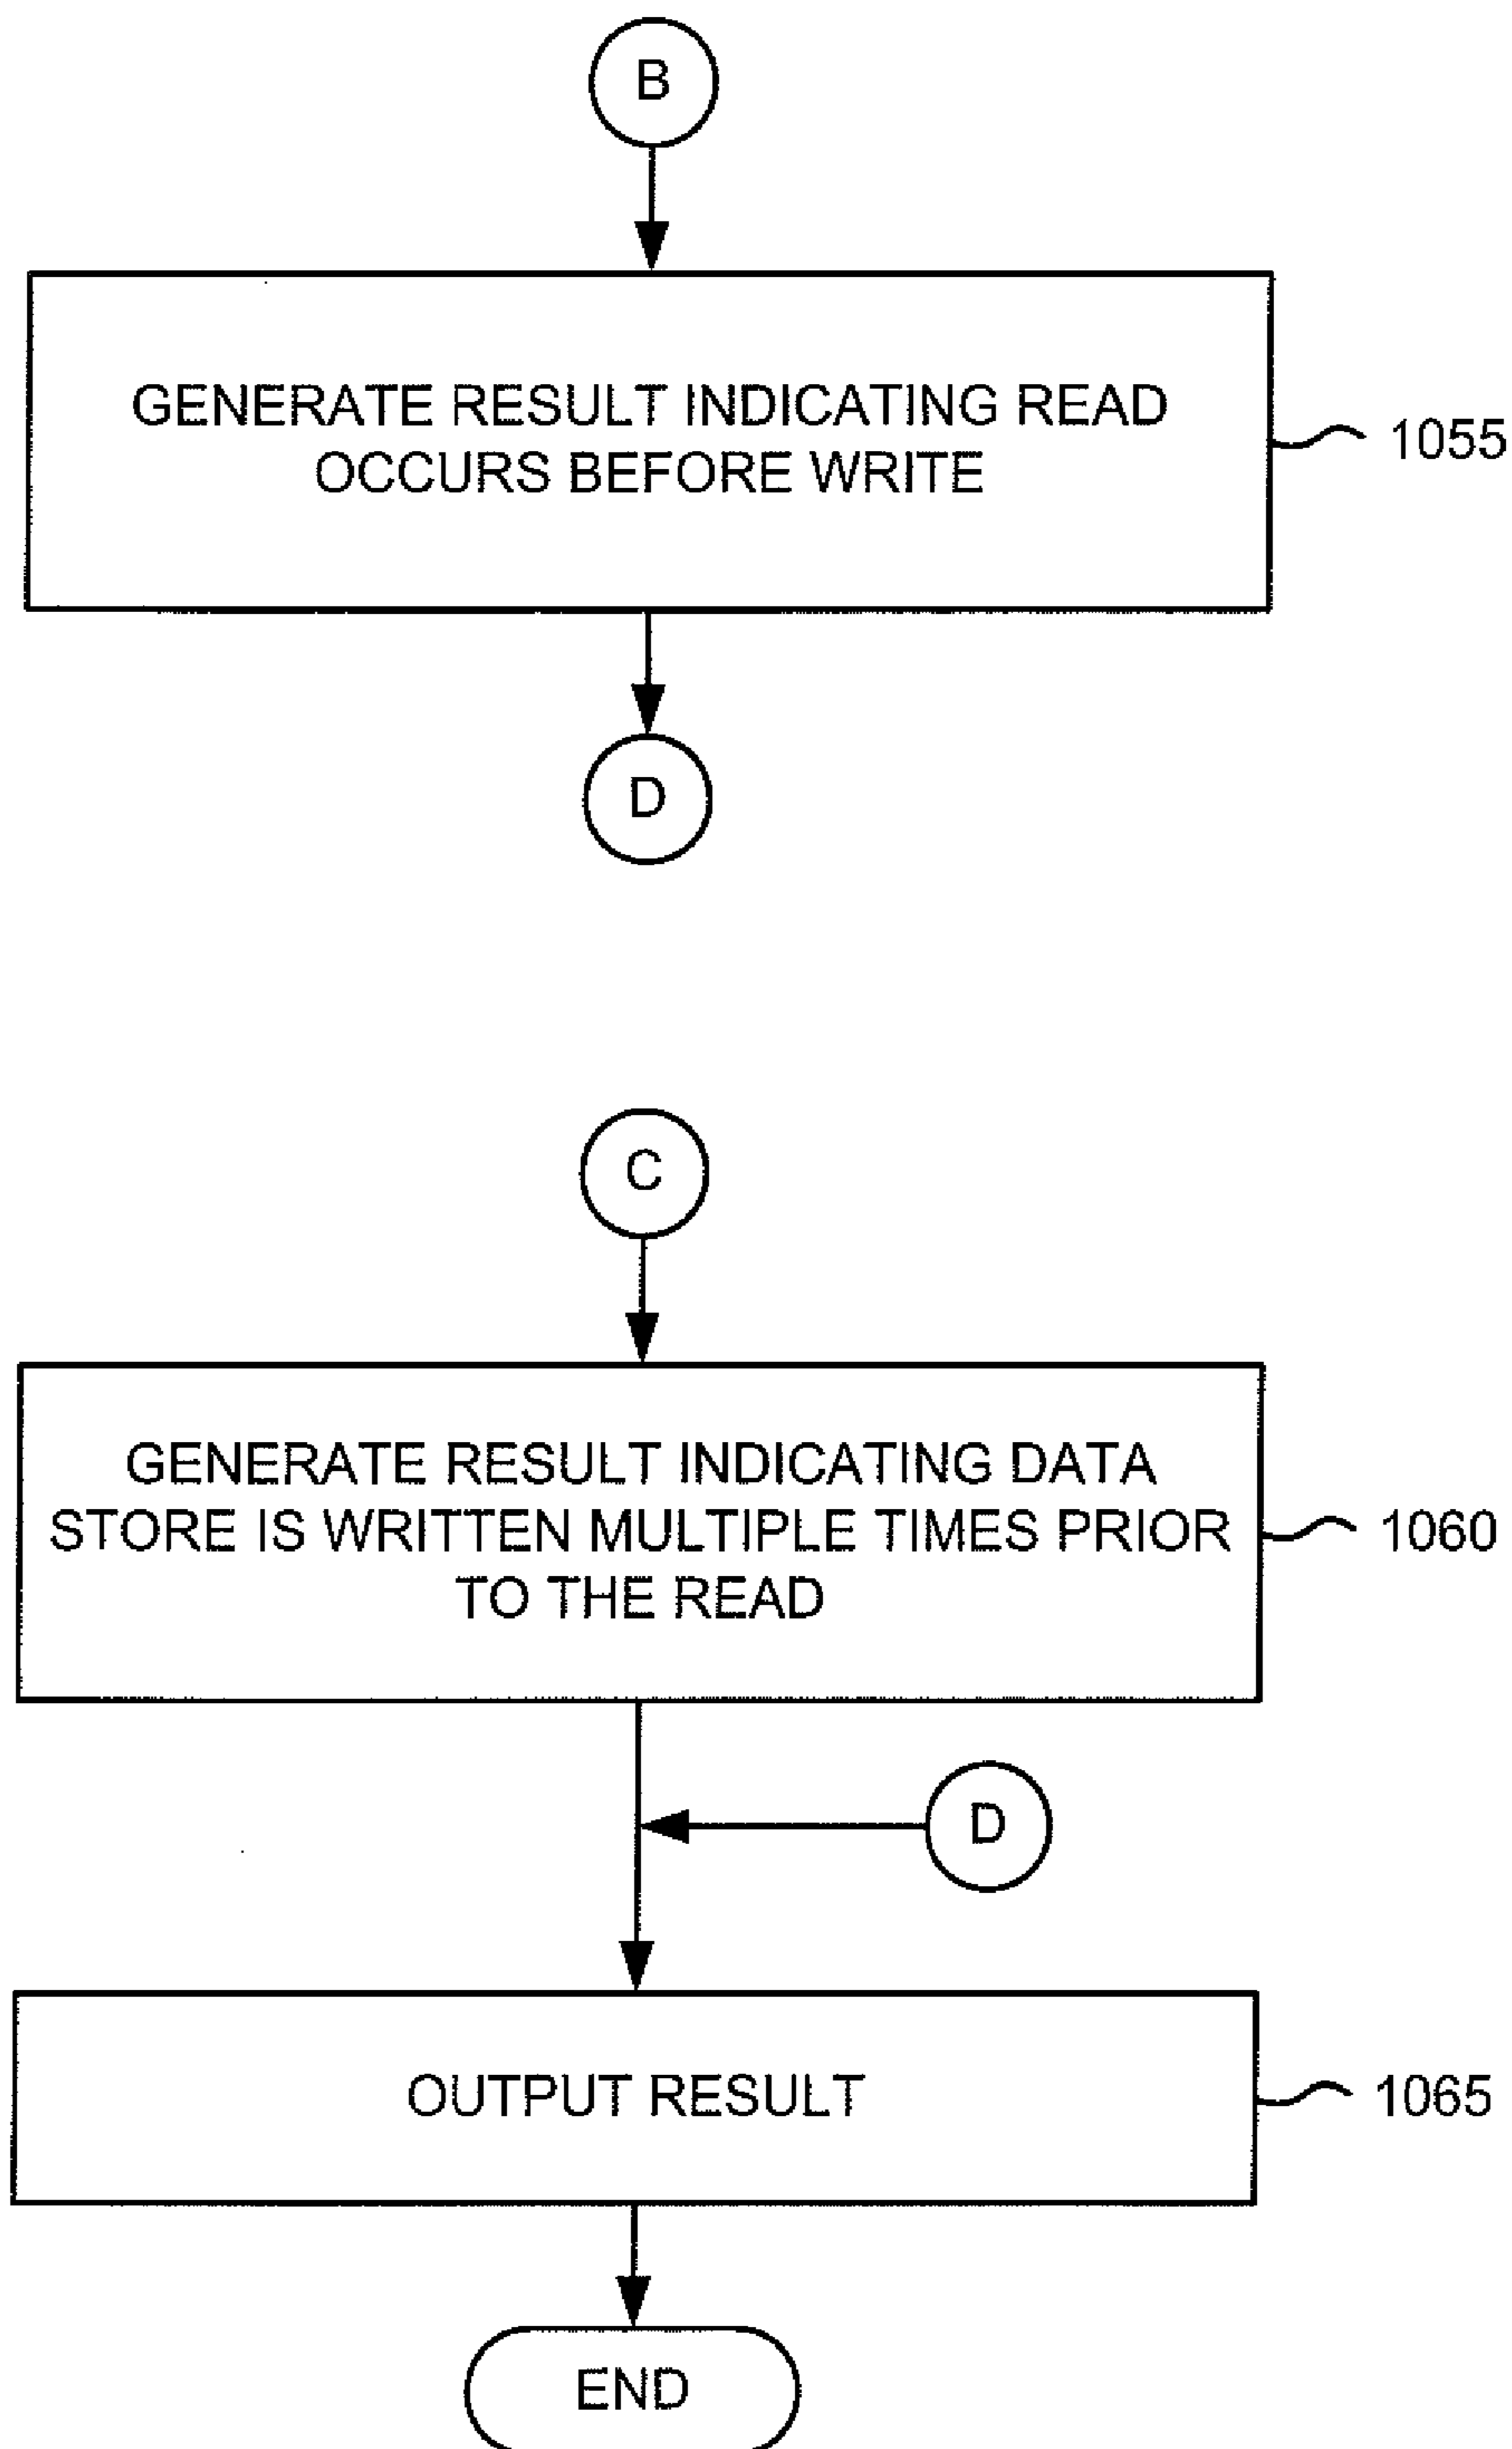 B
GENERATE RESULT INDICATING READ
OCCURS BEFORE WRITE
1055
D
C
GENERATE RESULT INDICATING DATA
STORE IS WRITTEN MULTIPLE TIMES PRIOR
TO THE READ
1060
D
OUTPUT RESULT
1065
END